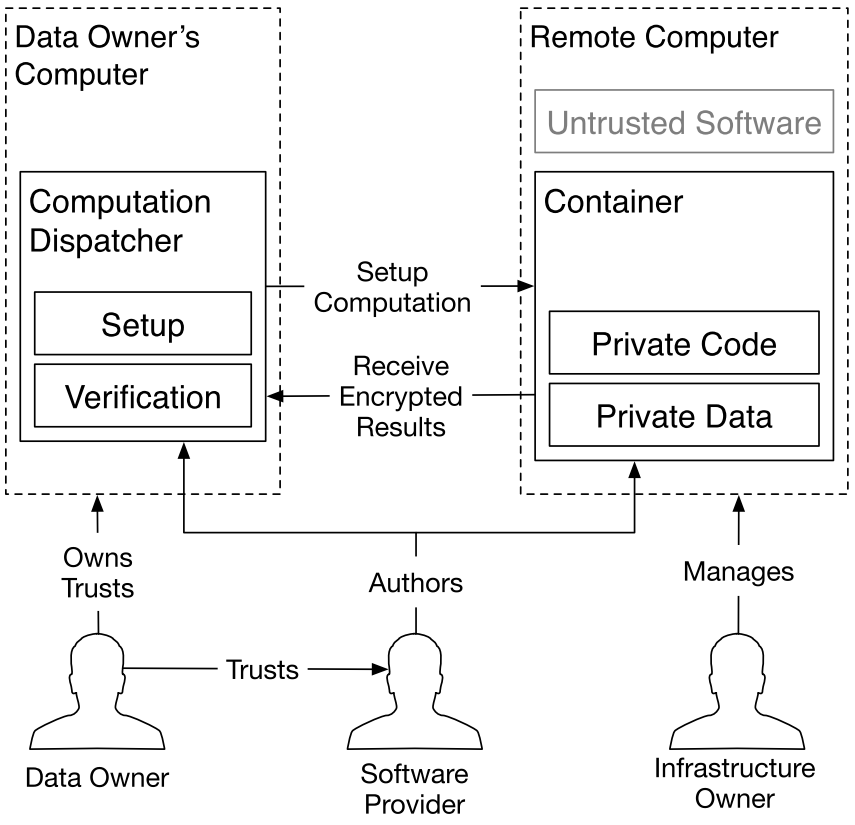 Data Owner’s
Computer
Remote Computer
Untrusted Software
Computation
Dispatcher
Container
Setup
Computation
Setup
Private Code
Receive
Encrypted
Results
Verification
Private Data
Owns
Trusts
Authors
Manages
Trusts
Data Owner
Software
Provider
Infrastructure
Owner